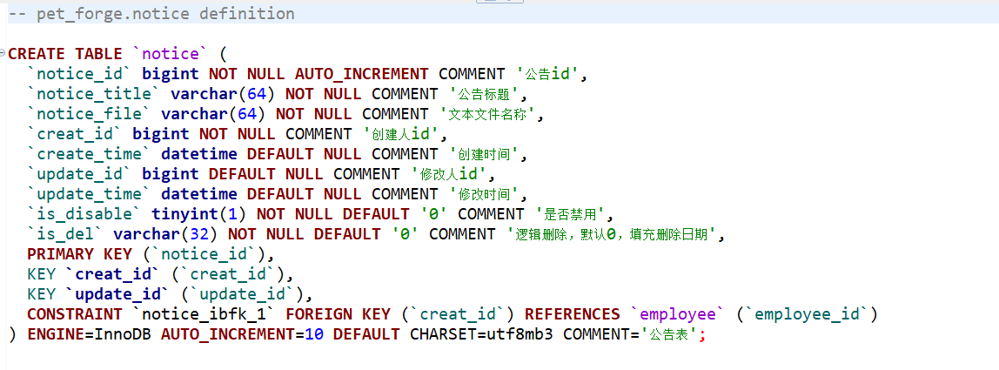 -- pet_forge.notice definition
CREATE TABLE `notice` (
`notice_id` bigint NOT NULL AUTO_INCREMENT COMMENT '公告id',
`notice_title` varchar(64) NOT NULL COMMENT '公告标题',
`notice_file` varchar(64) NOT NULL COMMENT '文本文件名称',
`creat_id` bigint NOT NULL COMMENT '创建人id',
`create_time` datetime DEFAULT NULL COMMENT '创建时间',
`update_id` bigint DEFAULT NULL COMMENT '修改人id',
`update_time` datetime DEFAULT NULL COMMENT '修改时间',
`is_disable` tinyint(1) NOT NULL DEFAULT '0' COMMENT '是否禁用',
`is_del` varchar(32) NOT NULL DEFAULT '0' COMMENT '逻辑删除，默认0，填充删除日期',
PRIMARY KEY (`notice_id`),
KEY `creat_id` (`creat_id`),
KEY `update_id` (`update_id`),
CONSTRAINT `notice_ibfk_1` FOREIGN KEY (`creat_id`) REFERENCES `employee` (`employee_id`)
) ENGINE=InnoDB AUTO_INCREMENT=10 DEFAULT CHARSET=utf8mb3 COMMENT='公告表';